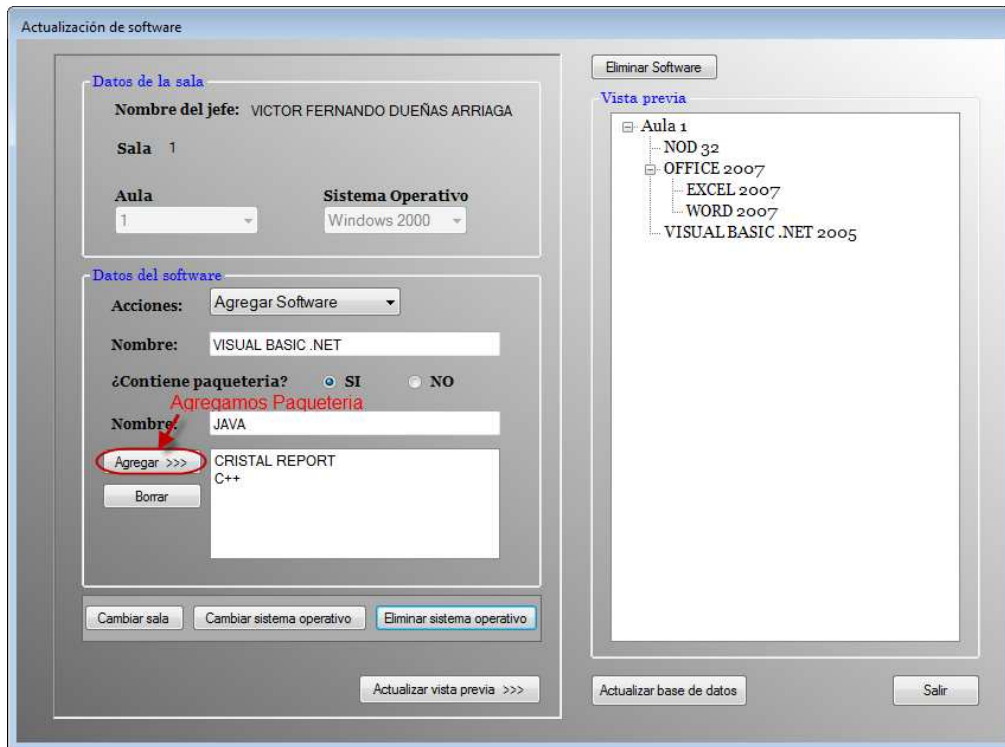 Actualización de software
Datos de la sala
Nombre del jefe: VICTOR FERNANDO DUEÑAS ARRIAGA
Sala 1
Aula Sistema Operativo
1 Windows 2000
Datos del software
Acciones: Agregar Software
Nombre: VISUAL BASIC .NET
¿Contiene paqueteria? SI NO
Agregamos Paqueteria
Nombre: JAVA
Agregar >>>
CRISTAL REPORT
C++
Borrar
Cambiar sala Cambiar sistema operativo Eliminar sistema operativo
Actualizar vista previa >>>
Eliminar Software
Vista previa
Aula 1
NOD 32
OFFICE 2007
EXCEL 2007
WORD 2007
VISUAL BASIC .NET 2005
Actualizar base de datos Salir